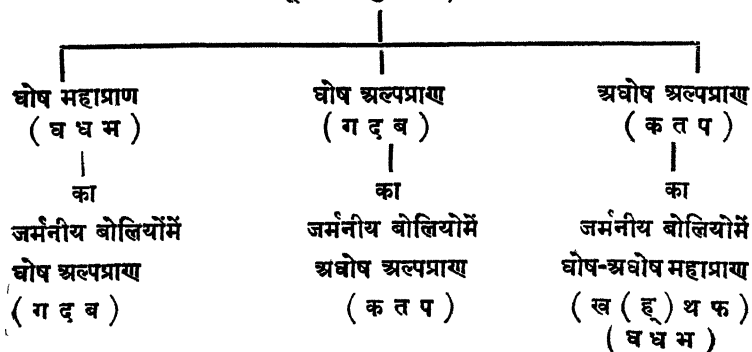 घोष महाप्राण
( घ ध भ )
का
जर्मनीय बोलियोंमें
घोष अल्पप्राण
( ग द ब )
घोष अल्पप्राण
( ग द ब )
का
जर्मनीय बोलियोमें
अघोष अल्पप्राण
( क त प )
अघोष अल्पप्राण
( क त प )
का
जर्मनीय बोलियोमें
घोष-अघोष महाप्राण
( ख ( ह् ) थ फ )
( घ ध भ )